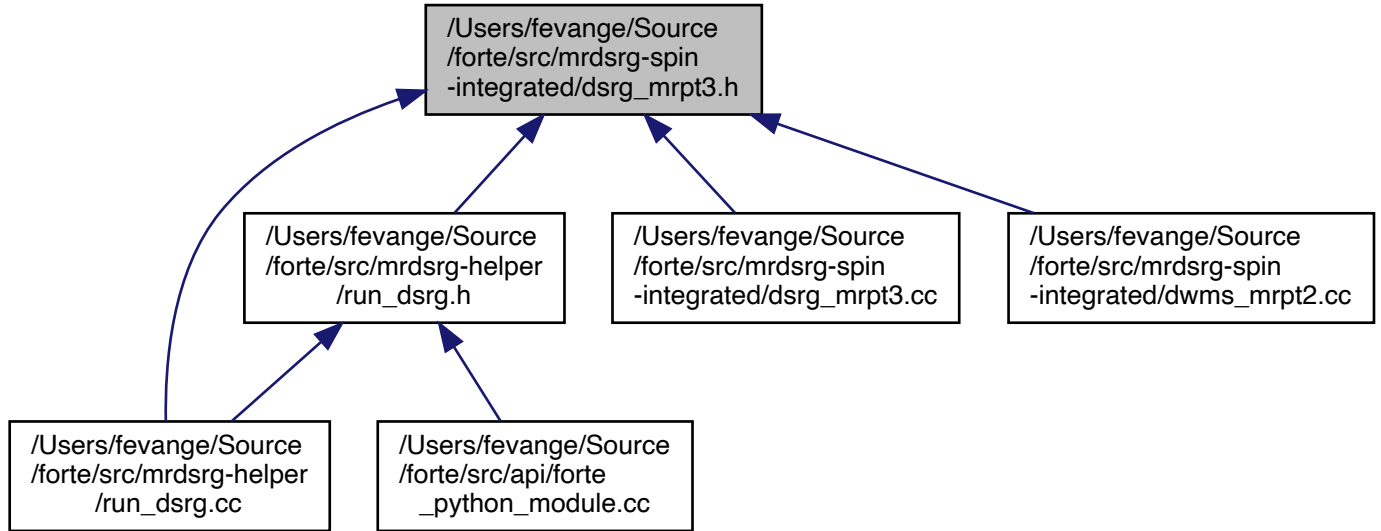 /Users/fevange/Source
/forte/src/mrdsrg-spin
-integrated/dsrg_mrpt3.h
/Users/fevange/Source
/forte/src/mrdsrg-helper
/run_dsrg.h
/Users/fevange/Source
/forte/src/mrdsrg-spin
-integrated/dsrg_mrpt3.cc
/Users/fevange/Source
/forte/src/mrdsrg-spin
-integrated/dwms_mrpt2.cc
/Users/fevange/Source
/forte/src/mrdsrg-helper
/run_dsrg.cc
/Users/fevange/Source
/forte/src/api/forte
_python_module.cc